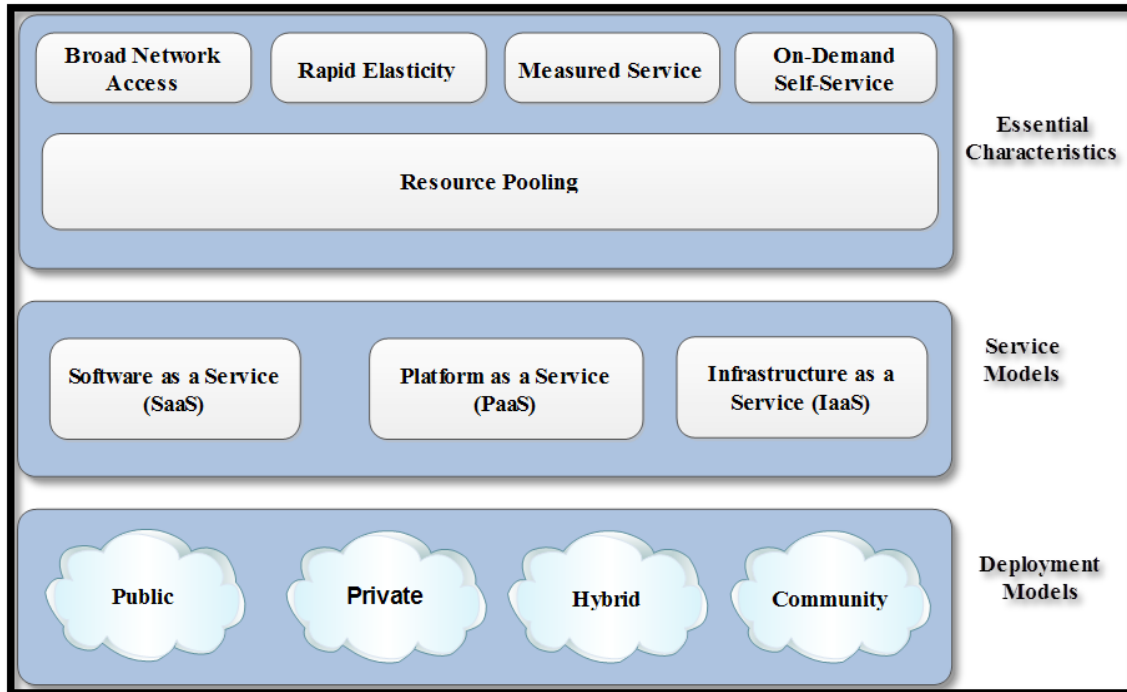 Broad Network
Access
Rapid Elasticity
Measured Service
On-Demand
Self-Service
Resource Pooling
Essential
Characteristics
Software as a Service
(SaaS)
Platform as a Service
(PaaS)
Infrastructure as a
Service (IaaS)
Service
Models
Public
Private
Hybrid
Community
Deployment
Models